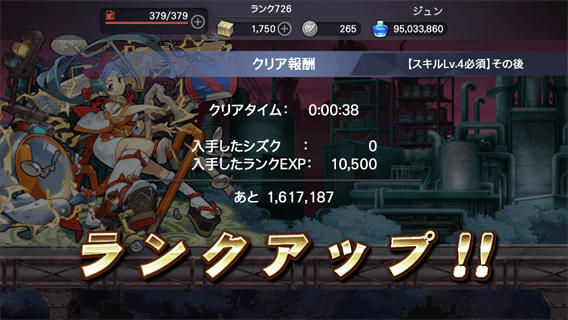 379/379
ランク726
1,750
265
ジュン
95,033,860
クリア報酬
【スキルLv.4必須】その後
クリアタイム： 0:00:38
入手したシズク ： 0
入手したランクEXP： 10,500
あと 1,617,187
ランクアップ!!